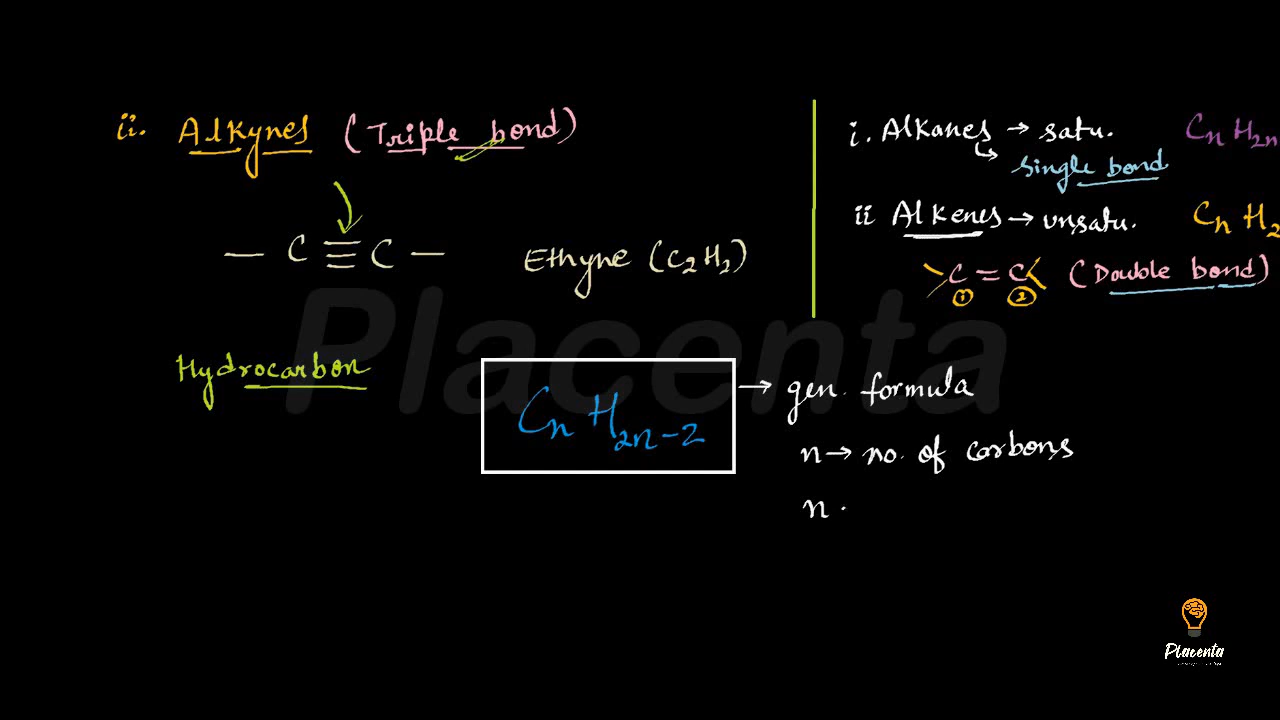 ii. Alkynes (Triple bond)
— C ≡ C — Ethyne (C₂H₂)
Hydrocarbon
CₙH₂ₙ₋₂ → gen. formula
n → no. of carbons
n .
i. Alkanes → satu. CₙH₂ₙ
↳ single bond
ii Alkenes → unsatu. CₙH₂
C = C (Double bond)
① ②
Placenta
Placenta